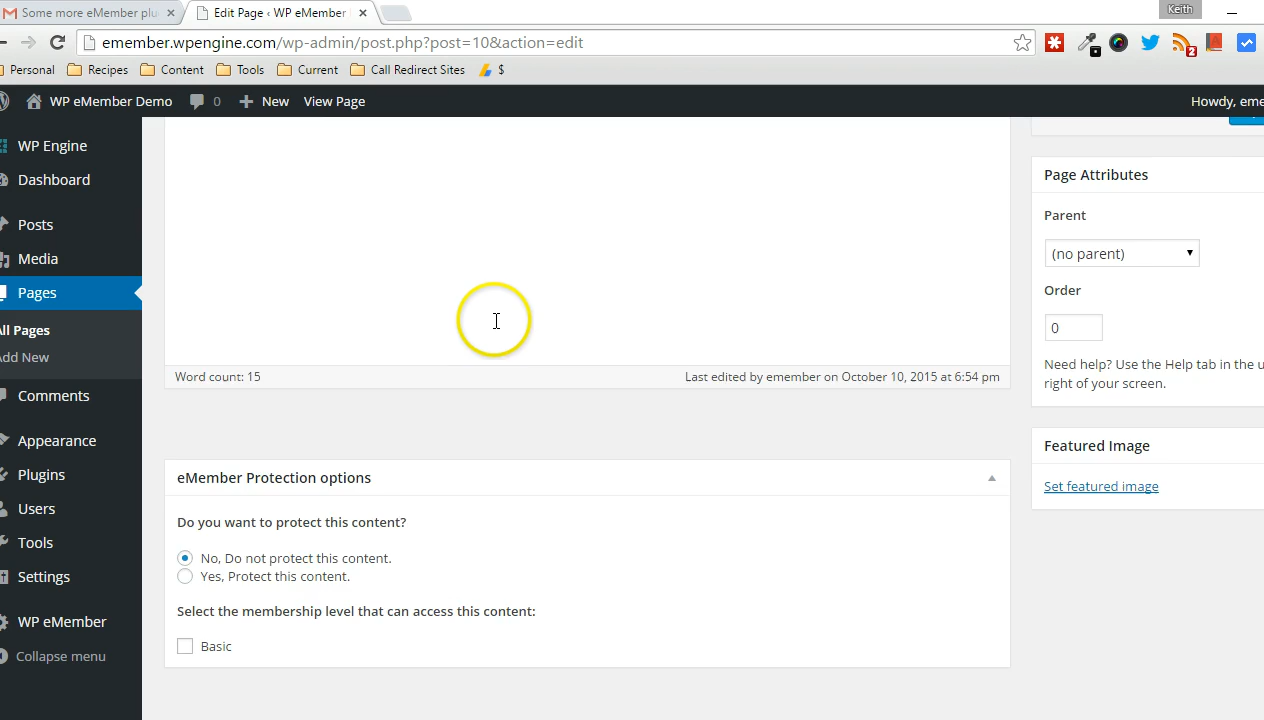 Some more eMember plu
Edit Page ‹ WP eMember
Keith
emember.wpengine.com/wp-admin/post.php?post=10&action=edit
2
Personal Recipes Content Tools Current Call Redirect Sites $
WP eMember Demo 0 New View Page Howdy, eme
WP Engine
Dashboard
Posts
Media
Pages
All Pages
Add New
Comments
Appearance
Plugins
Users
Tools
Settings
WP eMember
Collapse menu
Word count: 15 Last edited by emember on October 10, 2015 at 6:54 pm
eMember Protection options
Do you want to protect this content?
No, Do not protect this content.
Yes, Protect this content.
Select the membership level that can access this content:
Basic
Page Attributes
Parent
(no parent)
Order
0
Need help? Use the Help tab in the u
right of your screen.
Featured Image
Set featured image